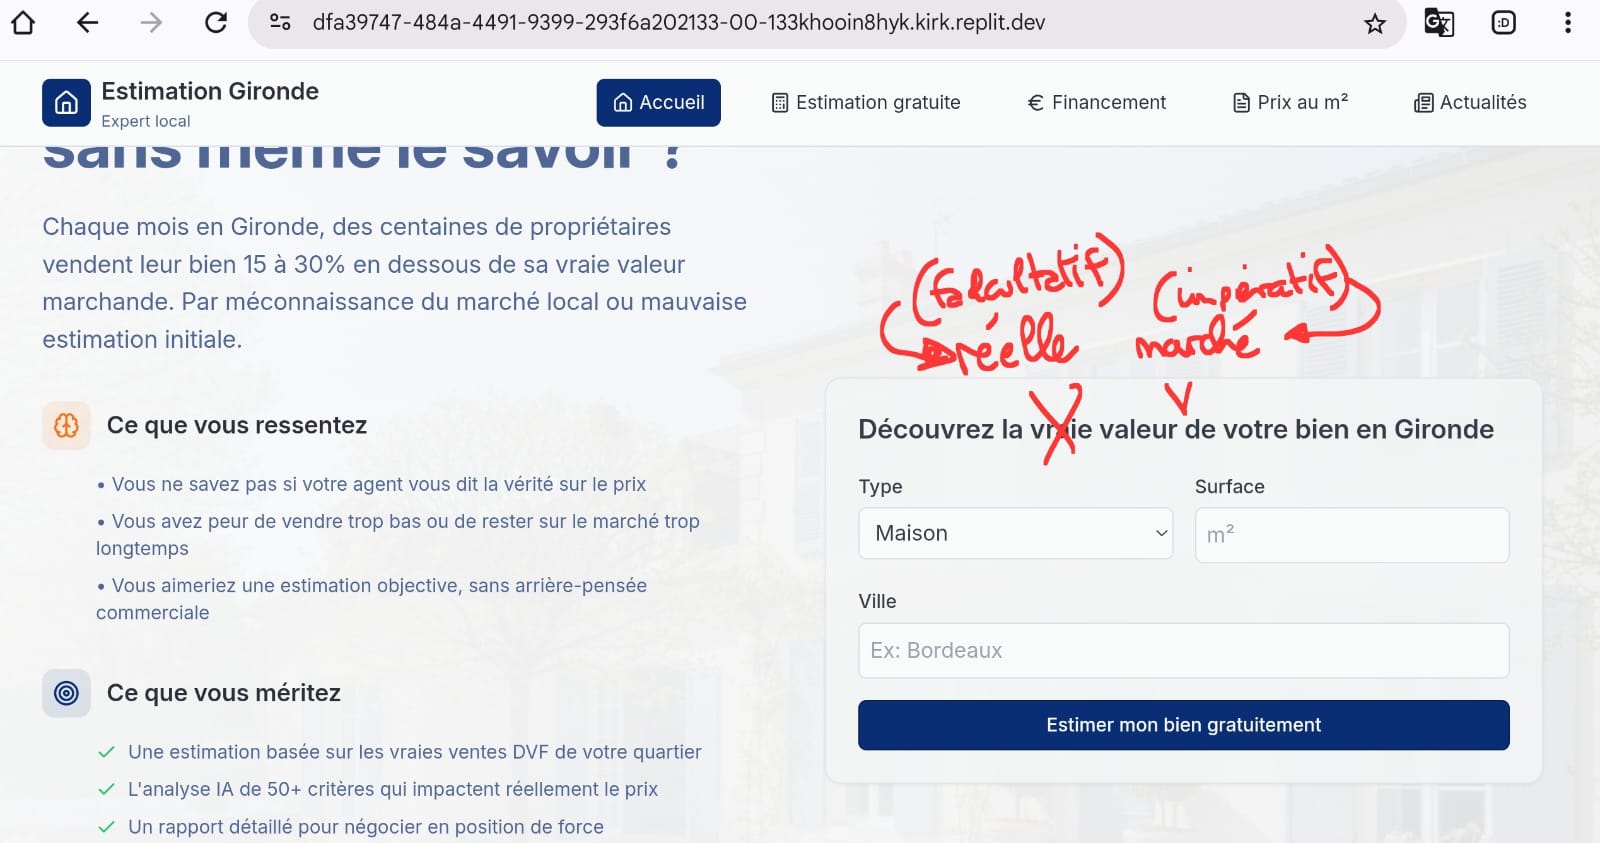 dfa39747-484a-4491-9399-293f6a202133-00-133khooin8hyk.kirk.replit.dev
Estimation Gironde
Expert local
Accueil
Estimation gratuite
€ Financement
Prix au m²
Actualités
sans même le savoir ?
Chaque mois en Gironde, des centaines de propriétaires
vendent leur bien 15 à 30% en dessous de sa vraie valeur
marchande. Par méconnaissance du marché local ou mauvaise
estimation initiale.
Ce que vous ressentez
• Vous ne savez pas si votre agent vous dit la vérité sur le prix
• Vous avez peur de vendre trop bas ou de rester sur le marché trop
longtemps
• Vous aimeriez une estimation objective, sans arrière-pensée
commerciale
Ce que vous méritez
Une estimation basée sur les vraies ventes DVF de votre quartier
L'analyse IA de 50+ critères qui impactent réellement le prix
Un rapport détaillé pour négocier en position de force
(facultatif) (impératif)
réelle marché
Découvrez la vraie valeur de votre bien en Gironde
Type
Surface
Maison
m²
Ville
Ex: Bordeaux
Estimer mon bien gratuitement